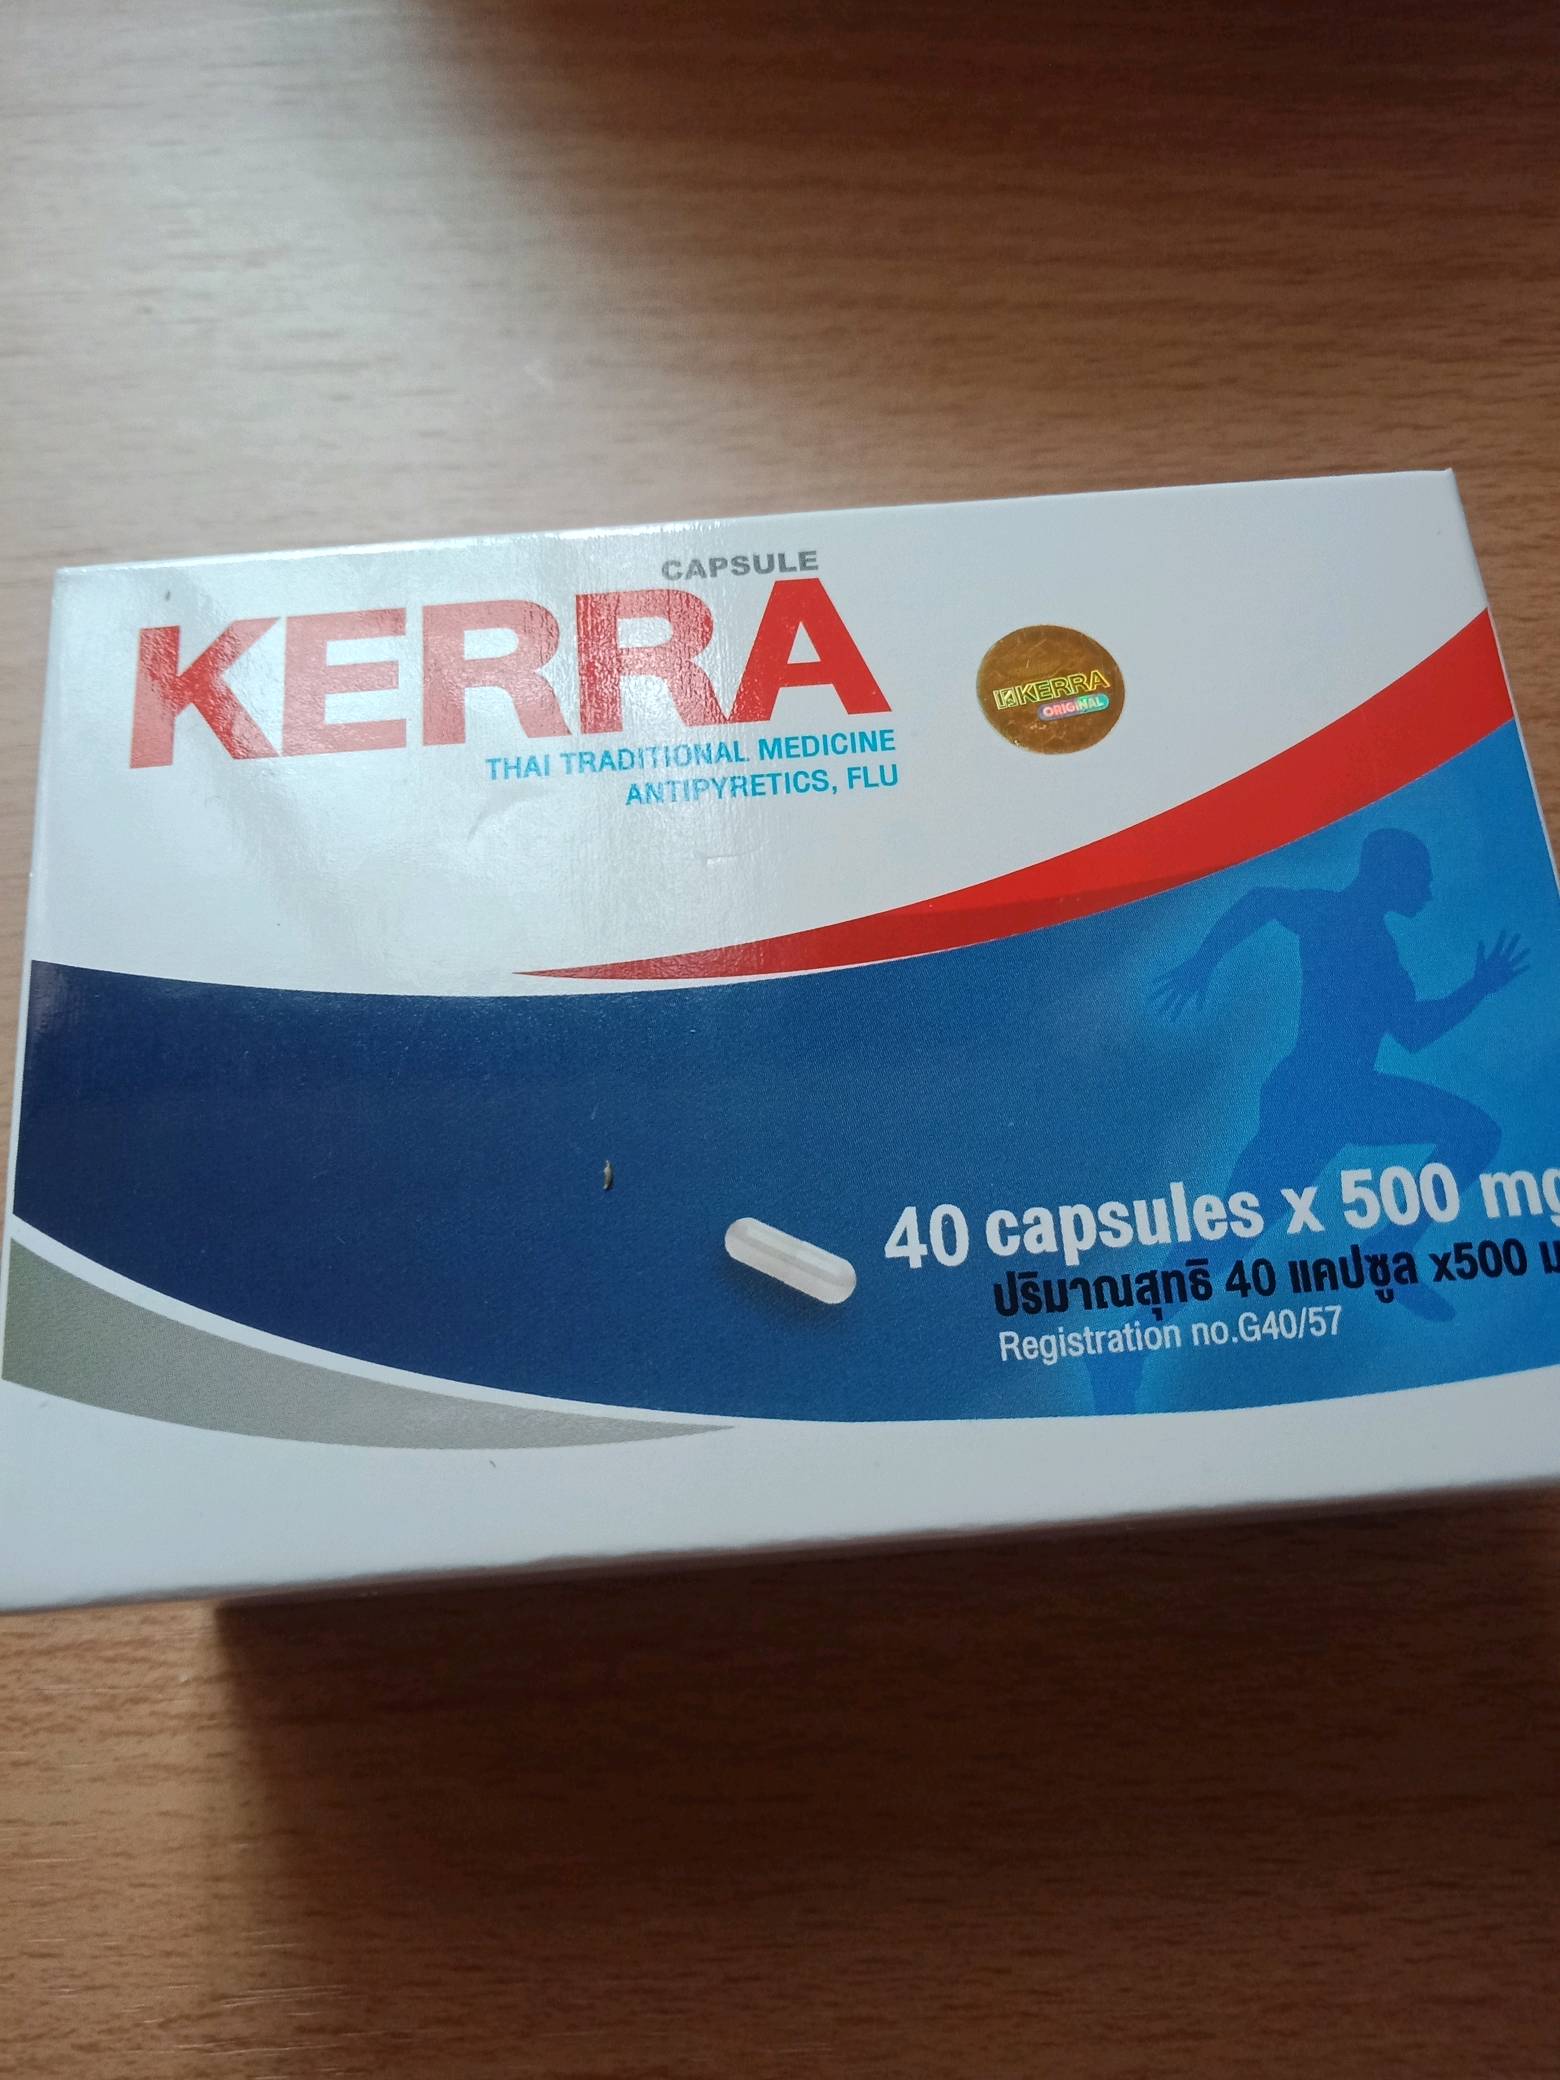 CAPSULE
KERRA
THAI TRADITIONAL MEDICINE
ANTIPYRETICS, FLU
KERRA
ORIGINAL
40 capsules x 500 mg
ปริมาณสุทธิ 40 แคปซูล x500
Registration no.G40/57